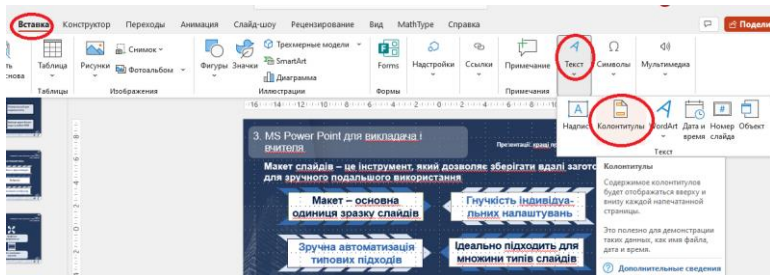 Вставка Конструктор Переходы Анимация Слайд-шоу Рецензирование Вид MathType Справка
Таблица Рисунки Снимок Фотоальбом Фигуры Значки Трехмерные модели SmartArt Диаграмма Forms Надстройки Ссылки Примечание Текст Символы Мультимедиа
Таблицы Изображения Иллюстрации Формы Примечания
Надпись Колонтитулы WordArt Дата и время Номер слайда Объект
Текст
3. MS Power Point для викладача і
вчителя
Макет слайдів – це інструмент, який дозволяє зберігати вдалі
для зручного подальшого використання
Макет – основна
одиниця зразку слайдів
Гнучкість індивідуа-
льних налаштувань
Зручна автоматизація
типових підходів
Ідеально підходить для
множини типів слайдів
Колонтитулы
Содержимое колонтитулов
будет отображаться вверху и
внизу каждой напечатанной
страницы.
Это полезно для демонстрации
таких данных, как имя файла,
дата и время.
Дополнительные сведения